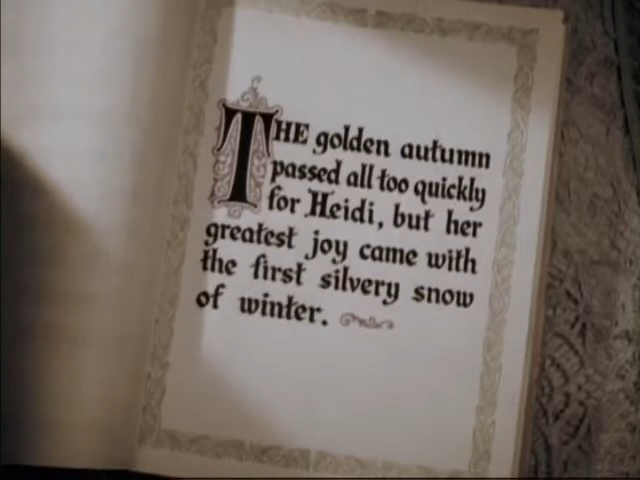 THE golden autumn
passed all too quickly
for Heidi, but her
greatest joy came with
the first silvery snow
of winter.